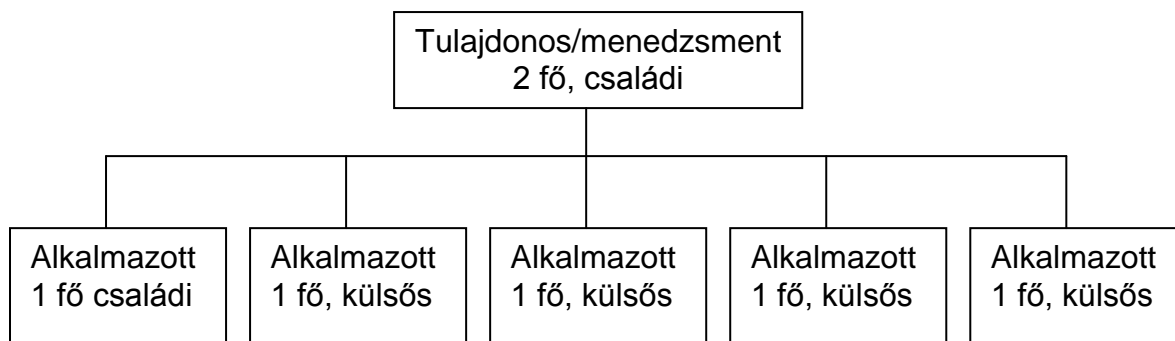 Tulajdonos/menedzsment
2 fő, családi
Alkalmazott
1 fő családi
Alkalmazott
1 fő, külsős
Alkalmazott
1 fő, külsős
Alkalmazott
1 fő, külsős
Alkalmazott
1 fő, külsős